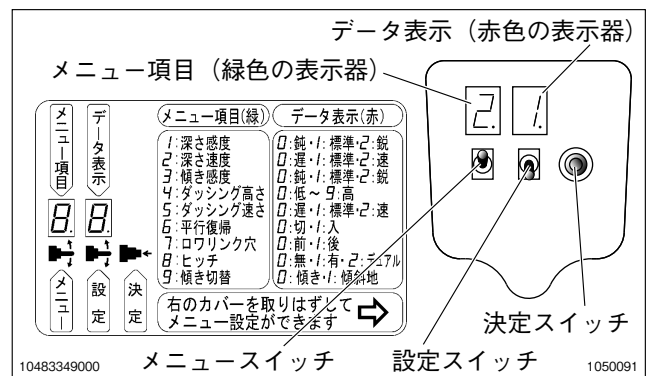 データ表示（赤色の表示器）
メニュー項目（緑色の表示器）
メニュー項目
データ表示
メニュー項目(緑)
データ表示(赤)
1:深さ感度
0:鈍・1:標準・2:鋭
2:深さ速度
0:遅・1:標準・2:速
3:傾き感度
0:鈍・1:標準・2:鋭
4:ダッシング高さ
0:低〜9:高
5:ダッシング速さ
0:遅・1:標準・2:速
6:平行復帰
0:切・1:入
7:ロワリンク穴
0:前・1:後
8:ヒッチ
0:無・1:有・2:デュアル
9:傾き切替
0:傾き・1:傾斜地
8. 8.
メニュー
設定
決定
右のカバーを取りはずして
メニュー設定ができます
2. 1.
決定スイッチ
メニュースイッチ
設定スイッチ
10483349000
1050091